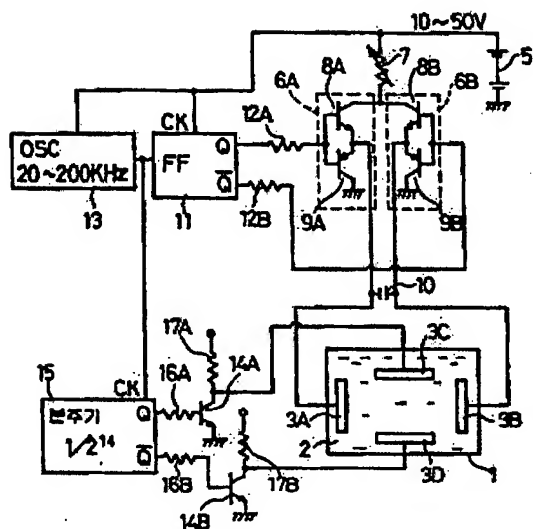 10~50V
5
7
8A
8B
6A
6B
CK
12A
OSC
20~200KHz
13
FF
Q
Q̅
11
12B
9A
9B
10
17A
14A
3C
15
CK
16A
분주기
1/2¹⁴
Q
Q̅
16B
17B
14B
3A
3B
2
3D
1